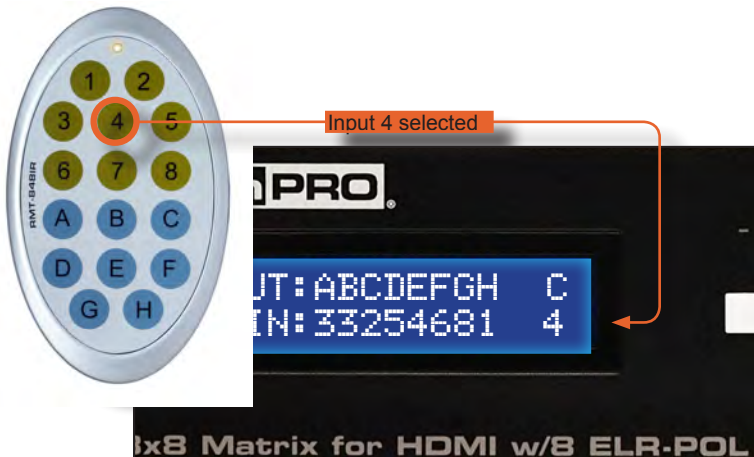 1 2
3 4 5
6 7 8
A B C
D E F
G H
RMT-848IR
Input 4 selected
PRO®
UT:ABCDEFGH C
IN:33254681 4
x8 Matrix for HDMI w/8 ELR-POL